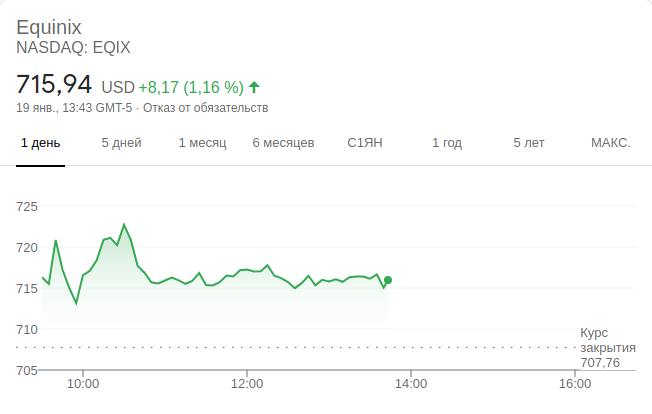 Equinix
NASDAQ: EQIX
715,94 USD +8,17 (1,16 %)
19 янв., 13:43 GMT-5 · Отказ от обязательств
1 день 5 дней 1 месяц 6 месяцев С1ЯН 1 год 5 лет МАКС.
725
720
715
710
705
Курс
закрытия
707,76
10:00 12:00 14:00 16:00